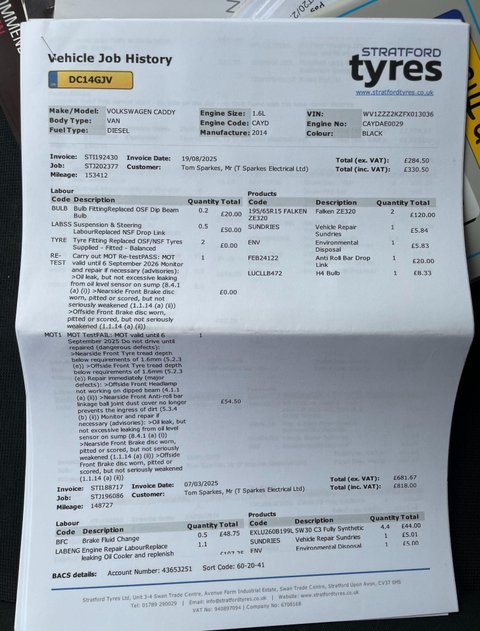 Vehicle Job History
DC14GJV
STRATFORD
tyres
www.stratfordtyres.co.uk
Make/Model: VOLKSWAGEN CADDY
Body Type: VAN
Fuel Type: DIESEL
Engine Size: 1.6L
Engine Code: CAYD
Manufacture: 2014
VIN: WV1ZZZ2KZFX013036
Engine No: CAYDAE0029
Colour: BLACK
Invoice: STI192430 Invoice Date: 19/08/2025 Total (ex. VAT): £284.50
Job: STJ202377 Customer: Tom Sparkes, Mr (T Sparkes Electrical Ltd) Total (inc. VAT): £330.50
Mileage: 153412
Labour
Code Description Quantity Total
BULB Bulb FittingReplaced OSF Dip Beam 0.2 £20.00
Bulb
LABSS Suspension & Steering 0.5 £50.00
LabourReplaced NSF Drop Link
TYRE Tyre Fitting Replaced OSF/NSF Tyres 2 £0.00
Supplied - Fitted - Balanced
RE- Carry out MOT Re-testPASS: MOT 1
TEST valid until 6 September 2026 Monitor
and repair if necessary (advisories):
>Oil leak, but not excessive leaking
from oil level sensor on sump (8.4.1
(a) (i)) >Nearside Front Brake disc £0.00
worn, pitted or scored, but not
seriously weakened (1.1.14 (a) (ii))
>Offside Front Brake disc worn,
pitted or scored, but not seriously
weakened (1.1.14 (a) (ii))
MOT1 MOT TestFAIL: MOT valid until 6 1
September 2025 Do not drive until
repaired (dangerous defects):
>Nearside Front Tyre tread depth
below requirements of 1.6mm (5.2.3
(e)) >Offside Front Tyre tread depth
below requirements of 1.6mm (5.2.3
(e)) Repair immediately (major
defects): >Offside Front Headlamp
not working on dipped beam (4.1.1
(a) (ii)) >Nearside Front Anti-roll bar
linkage ball joint dust cover no longer £54.50
prevents the ingress of dirt (5.3.4
(b) (ii)) Monitor and repair if
necessary (advisories): >Oil leak, but
not excessive leaking from oil level
sensor on sump (8.4.1 (a) (i))
>Nearside Front Brake disc worn,
pitted or scored, but not seriously
weakened (1.1.14 (a) (ii)) >Offside
Front Brake disc worn, pitted or
scored, but not seriously weakened
(1.1.14 (a) (ii))
Products
Code Description Quantity Total
195/65R15 FALKEN Falken ZE320 2 £120.00
ZE320
SUNDRIES Vehicle Repair 1 £5.84
Sundries
ENV Environmental 1 £5.83
Disposal
FEB24122 Anti Roll Bar Drop 1 £20.00
Link
LUCLLB472 H4 Bulb 1 £8.33
Invoice: STI188717 Invoice Date: 07/03/2025 Total (ex. VAT): £681.67
Job: STJ196086 Customer: Tom Sparkes, Mr (T Sparkes Electrical Ltd) Total (inc. VAT): £818.00
Mileage: 148727
Labour
Code Description Quantity Total
BFC Brake Fluid Change 0.5 £48.75
LABENG Engine Repair LabourReplace 1.1
leaking Oil Cooler and replenish
Products
Code Description Quantity Total
EXLU260B199L 5W30 C3 Fully Synthetic 4.4 £44.00
SUNDRIES Vehicle Repair Sundries 1 £5.01
ENV Environmental Disposal 1 £5.00
BACS details: Account Number: 43653251 Sort Code: 60-20-41
Stratford Tyres Ltd, Unit 3-4 Swan Trade Centre, Avenue Farm Industrial Estate, Swan Trade Centre, Stratford Upon Avon, CV37 0HS
Tel: 01789 290029 | Email: info@stratfordtyres.co.uk | Website: www.stratfordtyres.co.uk
VAT No: 940897094 | Company No: 6708168